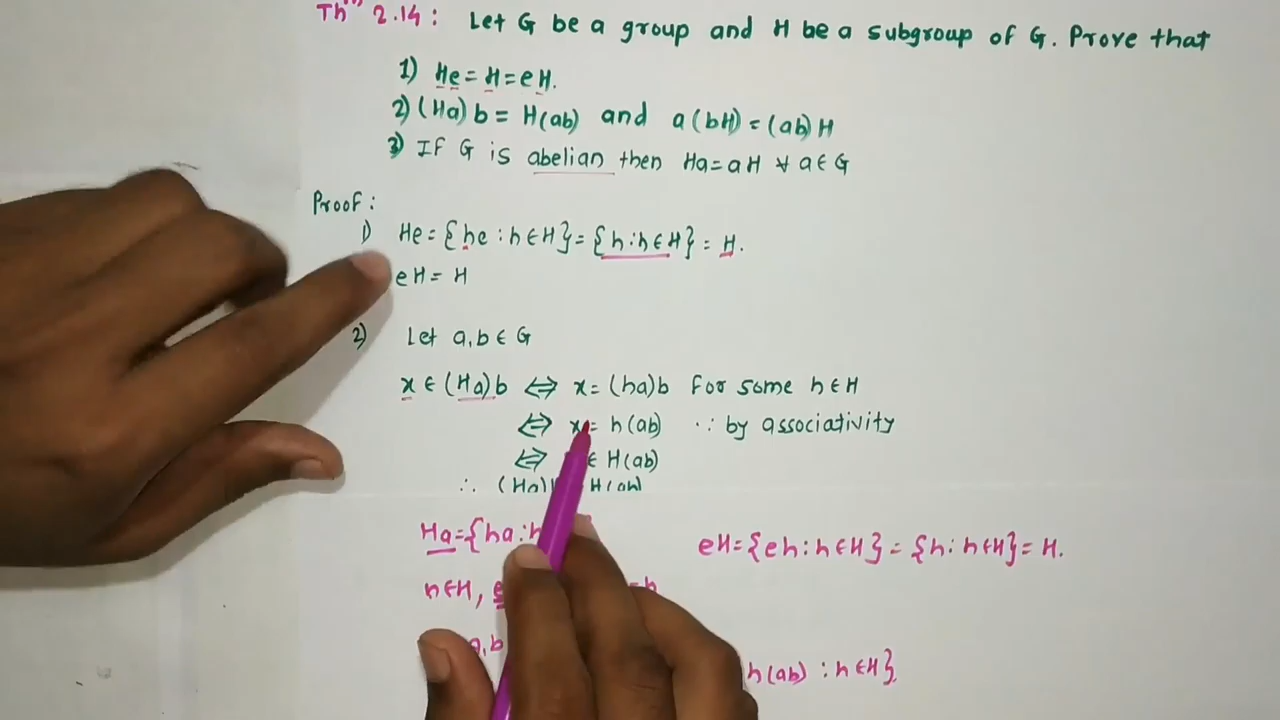 Thm 2.14: Let G be a group and H be a subgroup of G. Prove that
1) He = H = eH.
2) (Ha)b = H(ab) and a(bH) = (ab)H
3) If G is abelian then Ha = aH ∀ a ∈ G
Proof:
1) He = {he : h ∈ H} = {h : h ∈ H} = H.
eH = H
2) Let a, b ∈ G
x ∈ (Ha)b ⇔ x = (ha)b for some h ∈ H
⇔ x = h(ab) ∵ by associativity
⇔ ∈ H(ab)
∴ (Ha) H(ab)
Ha = {ha :
eH = {eh : h ∈ H} = {h : h ∈ H} = H.
h ∈ H,
a, b
h(ab) : h ∈ H}